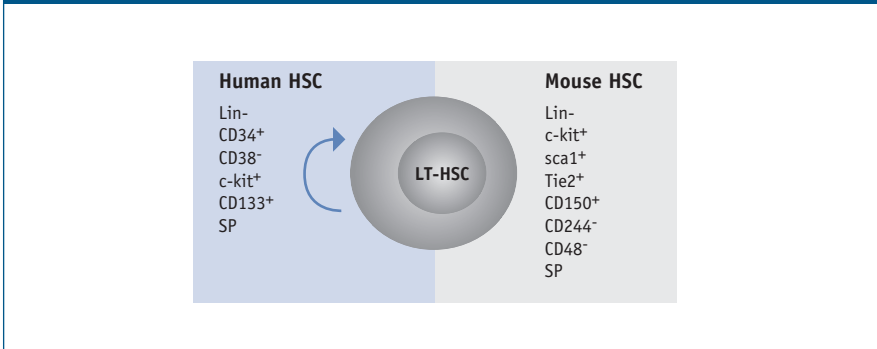 Human HSC
Lin-
CD34+
CD38-
c-kit+
CD133+
SP
LT-HSC
Mouse HSC
Lin-
c-kit+
sca1+
Tie2+
CD150+
CD244-
CD48-
SP